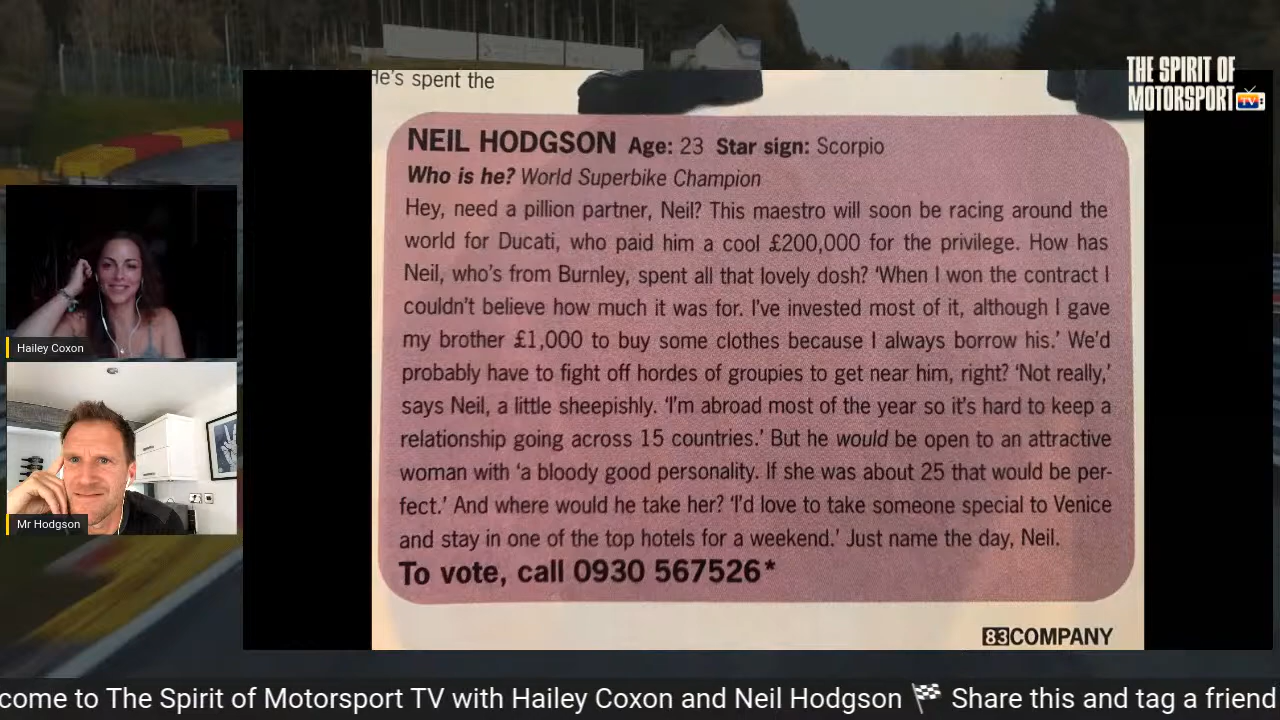 THE SPIRIT OF
MOTORSPORT TV
He's spent the
NEIL HODGSON Age: 23 Star sign: Scorpio
Who is he? World Superbike Champion
Hey, need a pillion partner, Neil? This maestro will soon be racing around the
world for Ducati, who paid him a cool £200,000 for the privilege. How has
Neil, who's from Burnley, spent all that lovely dosh? 'When I won the contract I
couldn't believe how much it was for. I've invested most of it, although I gave
my brother £1,000 to buy some clothes because I always borrow his.' We'd
probably have to fight off hordes of groupies to get near him, right? 'Not really,'
says Neil, a little sheepishly. 'I'm abroad most of the year so it's hard to keep a
relationship going across 15 countries.' But he would be open to an attractive
woman with 'a bloody good personality. If she was about 25 that would be per-
fect.' And where would he take her? 'I'd love to take someone special to Venice
and stay in one of the top hotels for a weekend.' Just name the day, Neil.
To vote, call 0930 567526*
83COMPANY
Hailey Coxon
Mr Hodgson
come to The Spirit of Motorsport TV with Hailey Coxon and Neil Hodgson 🏁 Share this and tag a friend